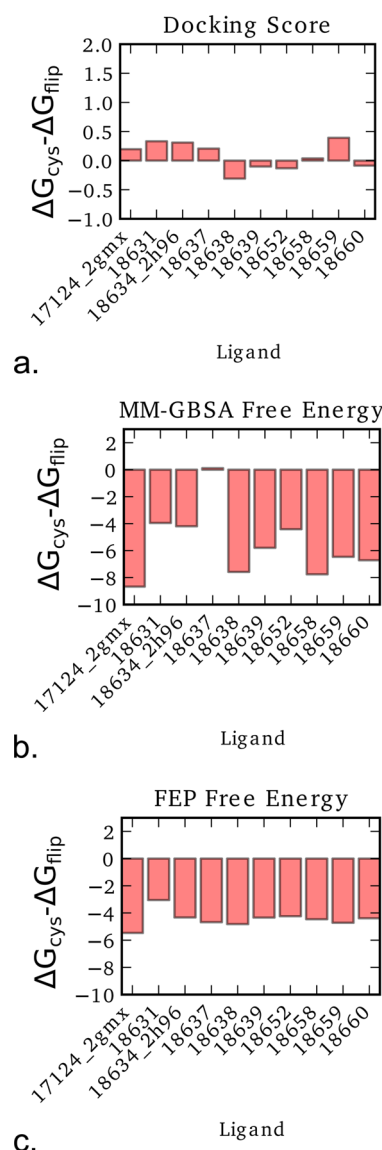 Docking Score
2.0
1.5
1.0
0.5
0.0
−0.5
−1.0
ΔGcys-ΔGflip
17124_2gmx
18631
18634_2h96
18637
18638
18639
18652
18658
18659
18660
Ligand
a.
MM-GBSA Free Energy
2
0
−2
−4
−6
−8
−10
ΔGcys-ΔGflip
17124_2gmx
18631
18634_2h96
18637
18638
18639
18652
18658
18659
18660
Ligand
b.
FEP Free Energy
2
0
−2
−4
−6
−8
−10
ΔGcys-ΔGflip
17124_2gmx
18631
18634_2h96
18637
18638
18639
18652
18658
18659
18660
Ligand
c.